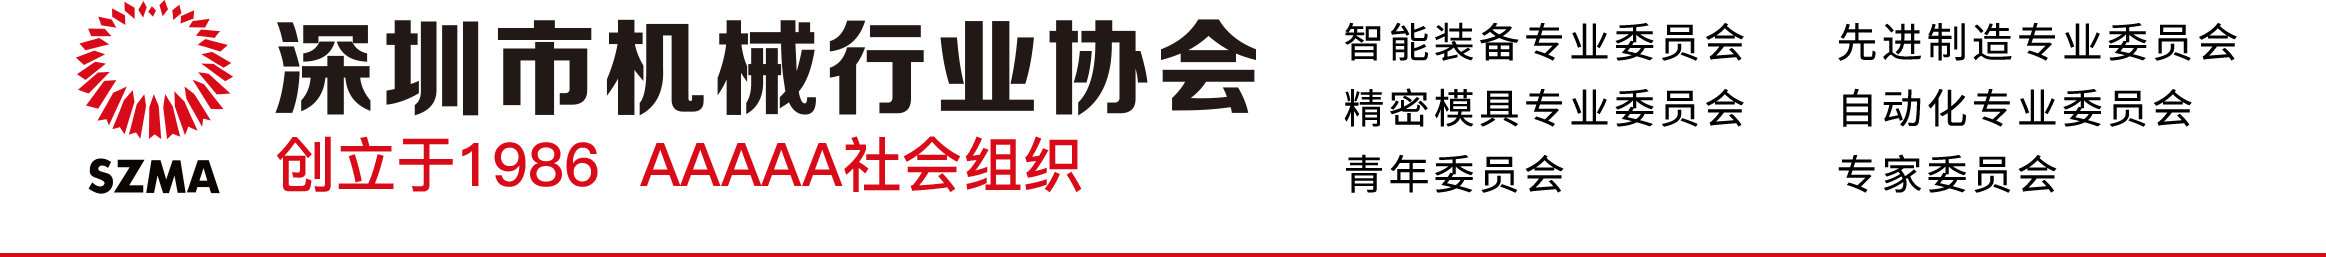 SZMA
深圳市机械行业协会
创立于1986 AAAAA社会组织
智能装备专业委员会 先进制造专业委员会
精密模具专业委员会 自动化专业委员会
青年委员会 专家委员会